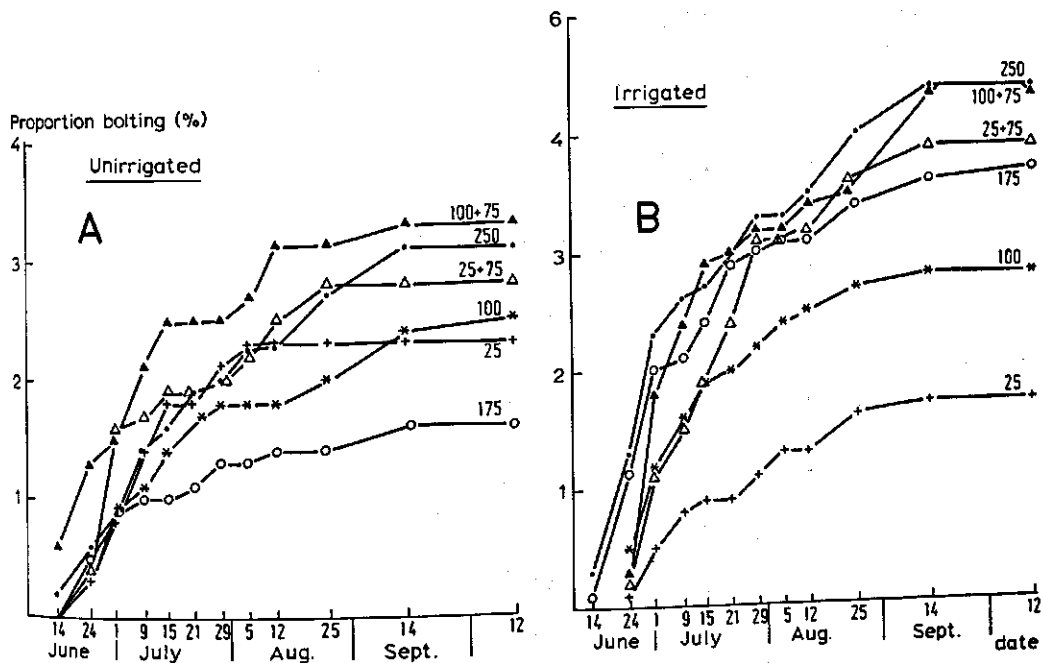 Proportion bolting (%)
4
Unirrigated
A
3
2
1
100+75
250
25+75
100
25
175
14 24 1 9 15 21 29 5 12 25 14 12
June July Aug. Sept.
6
Irrigated
B
4
3
2
1
250
100+75
25+75
175
100
25
14 24 1 9 15 21 29 5 12 25 14 12
June July Aug. Sept. date